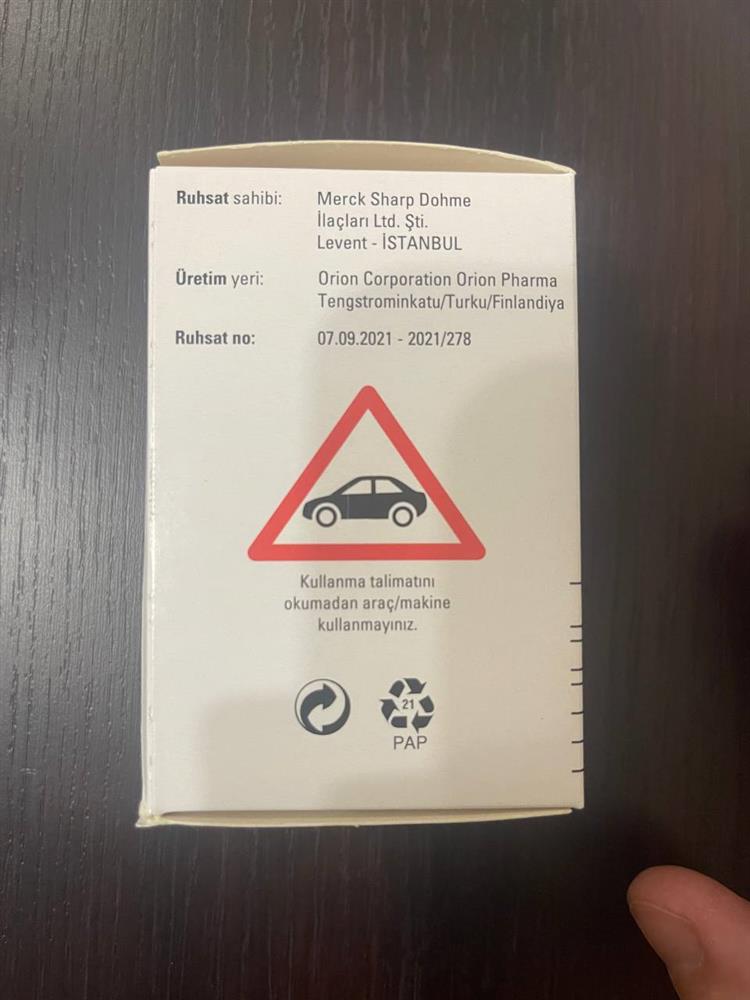 Ruhsat sahibi: Merck Sharp Dohme
İlaçları Ltd. Şti.
Levent - İSTANBUL
Üretim yeri: Orion Corporation Orion Pharma
Tengstrominkatu/Turku/Finlandiya
Ruhsat no: 07.09.2021 - 2021/278
Kullanma talimatını
okumadan araç/makine
kullanmayınız.
21
PAP